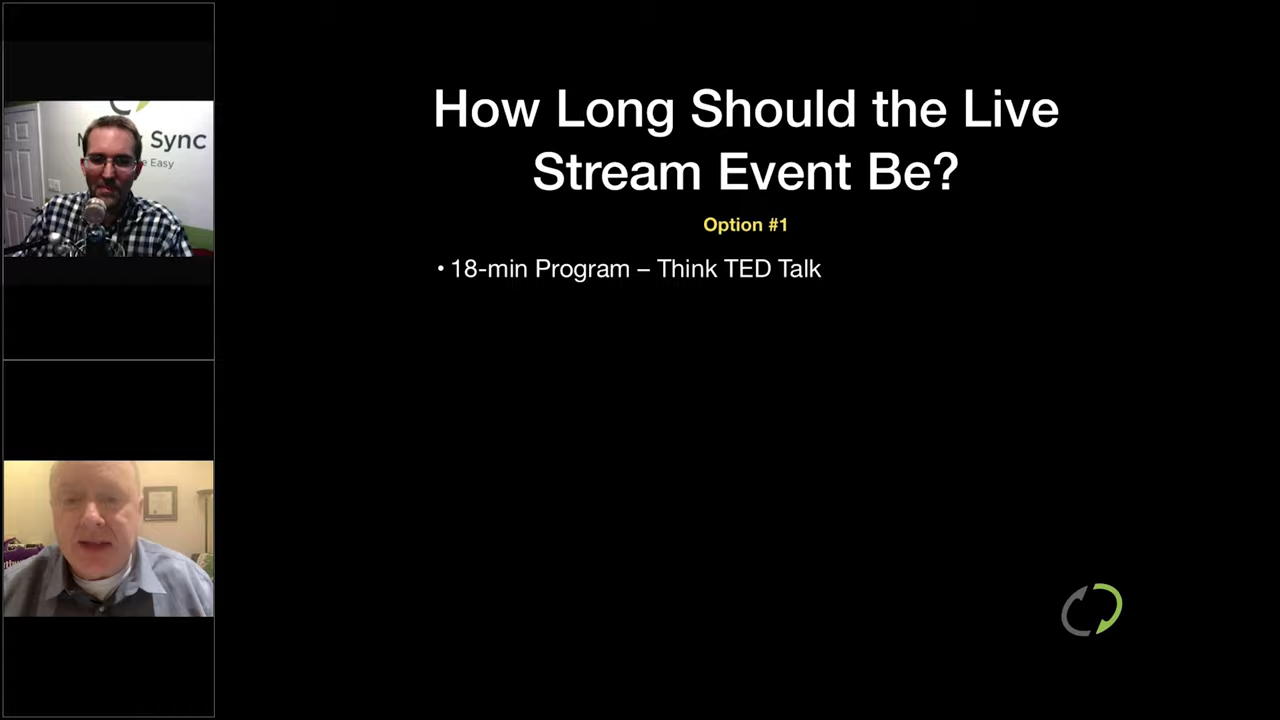 How Long Should the Live
Stream Event Be?
Option #1
• 18-min Program – Think TED Talk
Sync
Easy